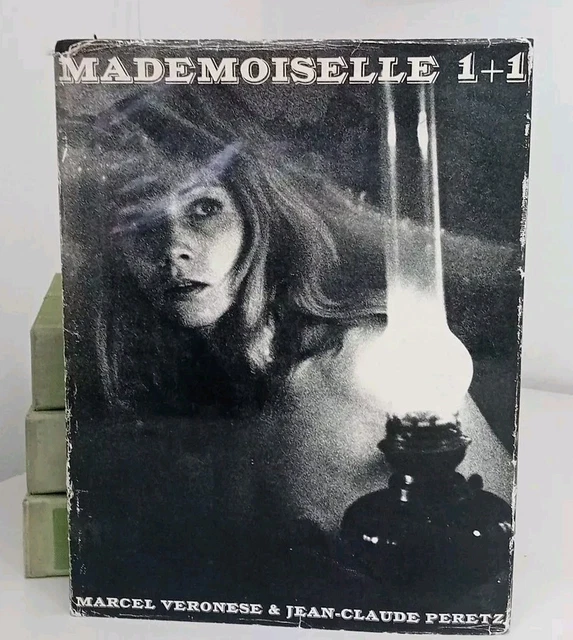 MADEMOISELLE 1+1
MARCEL VERONESE & JEAN-CLAUDE PERETZ